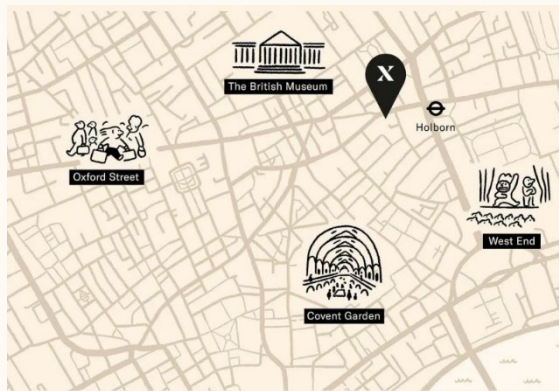 The British Museum
X
Holborn
Oxford Street
West End
Covent Garden